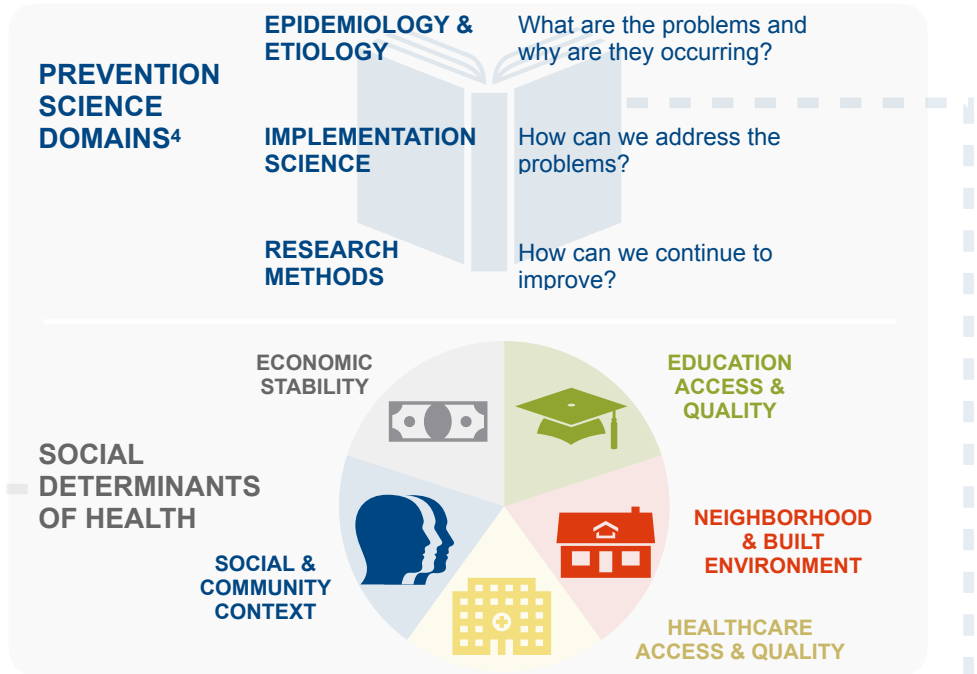 PREVENTION
SCIENCE
DOMAINS4
EPIDEMIOLOGY &
ETIOLOGY
What are the problems and
why are they occurring?
IMPLEMENTATION
SCIENCE
How can we address the
problems?
RESEARCH
METHODS
How can we continue to
improve?
SOCIAL
DETERMINANTS
OF HEALTH
ECONOMIC
STABILITY
EDUCATION
ACCESS &
QUALITY
NEIGHBORHOOD
& BUILT
ENVIRONMENT
HEALTHCARE
ACCESS & QUALITY
SOCIAL &
COMMUNITY
CONTEXT